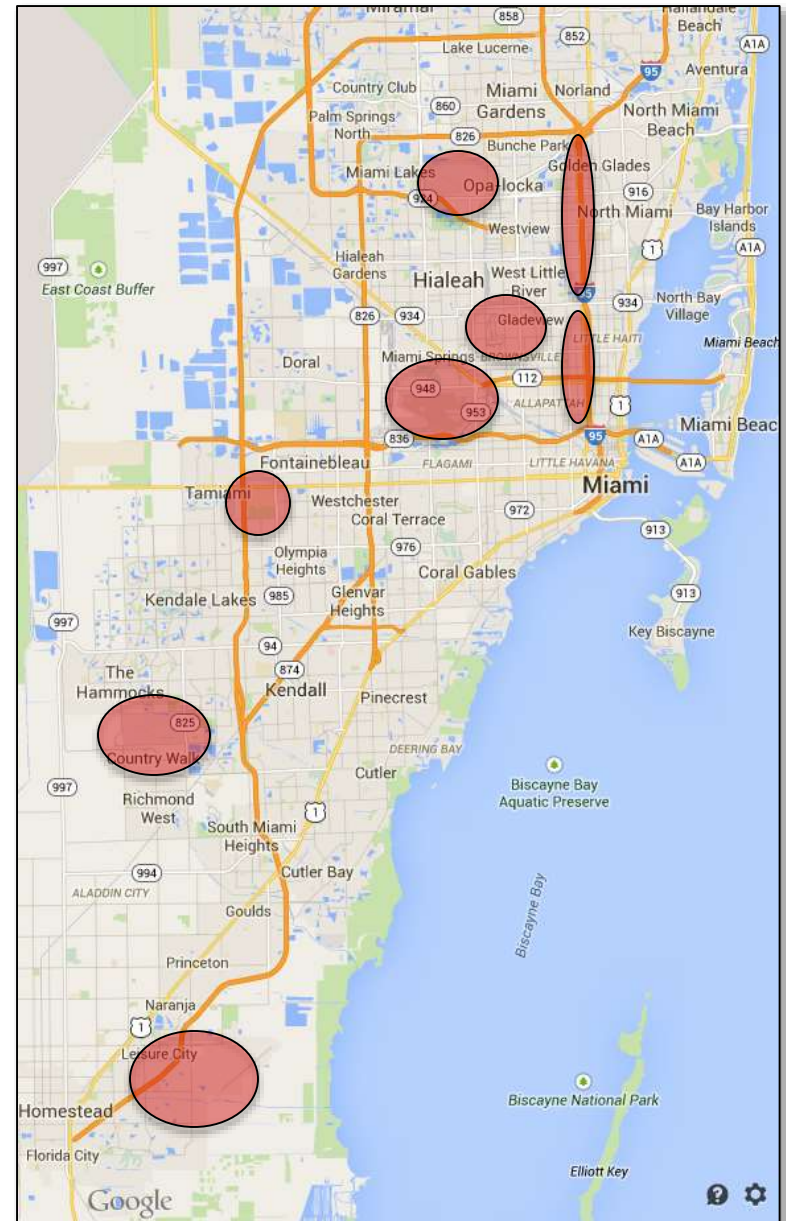 Miramar
858
Hallandale
Beach
852
A1A
Lake Lucerne
95
Aventura
Country Club
Miami
Gardens
Norland
860
North Miami
Beach
Palm Springs
North
826
Bunche Park
Golden Glades
Miami Lakes
Opa-locka
916
924
North Miami
Bay Harbor
Islands
Westview
1
A1A
Hialeah
Gardens
997
East Coast Buffer
Hialeah
West Little
River
95
934
North Bay
Village
826
934
Gladeview
LITTLE HAITI
Miami Beach
Doral
Miami Springs
BROWNSVILLE
112
948
953
ALLAPATTAH
1
Miami Beac
836
95
A1A
Fontainebleau
FLAGAMI
LITTLE HAVANA
A1A
Tamiami
Westchester
Miami
972
Coral Terrace
913
976
Olympia
Heights
Coral Gables
Kendale Lakes
985
Glenvar
Heights
913
997
Key Biscayne
94
874
The
Hammocks
Kendall
Pinecrest
825
DEERING BAY
Country Walk
Cutler
Biscayne Bay
Aquatic Preserve
997
Richmond
West
1
South Miami
Heights
994
Cutler Bay
ALADDIN CITY
Goulds
Biscayne Bay
Princeton
Naranja
1
Leisure City
Homestead
Biscayne National Park
Florida City
Elliott Key
Google
?